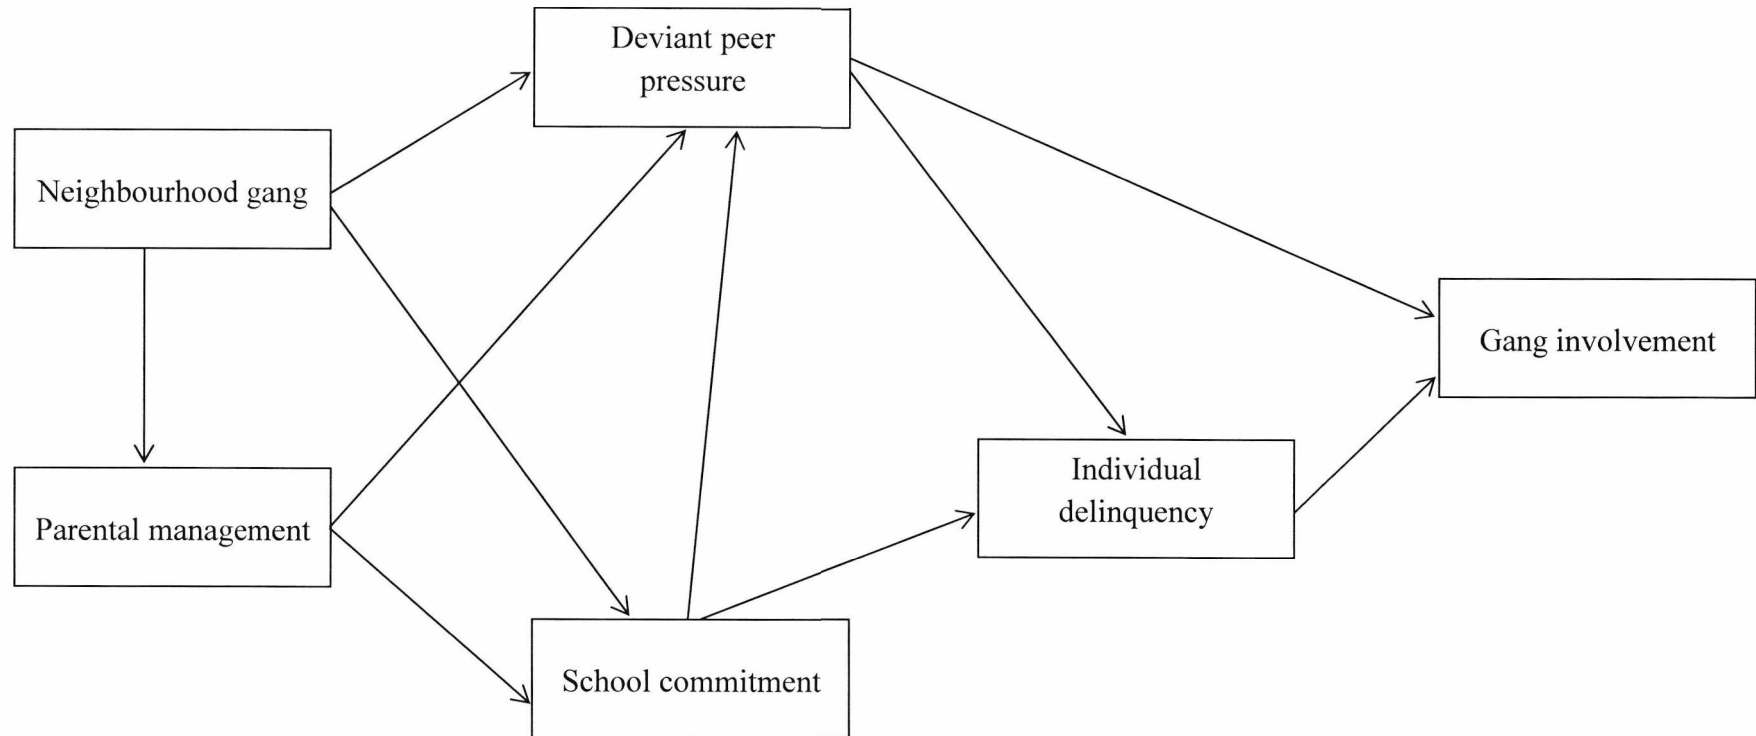 Deviant peer
pressure
Neighbourhood gang
Gang involvement
Individual
delinquency
Parental management
School commitment